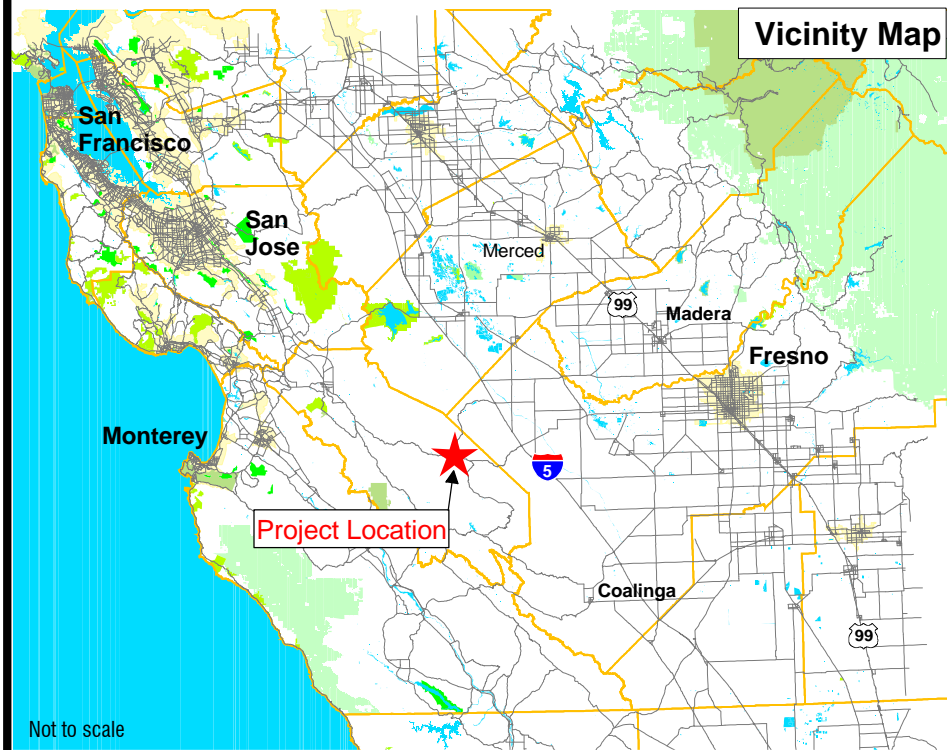 Vicinity Map
San
Francisco
San
Jose
Merced
99
Madera
Fresno
Monterey
5
Project Location
Coalinga
99
Not to scale